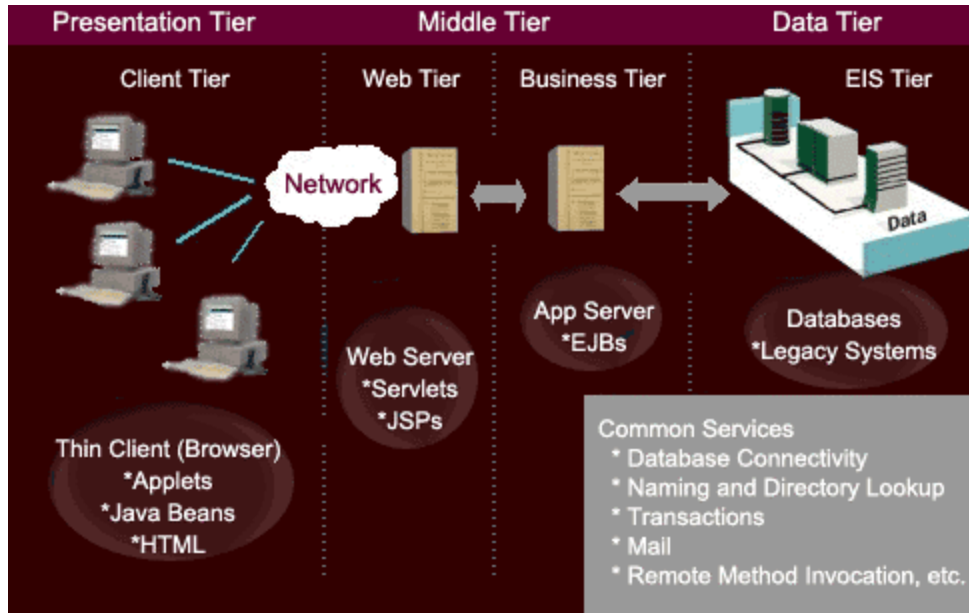 Presentation Tier
Middle Tier
Data Tier
Client Tier
Web Tier
Business Tier
EIS Tier
Network
Data
Thin Client (Browser)
*Applets
*Java Beans
*HTML
Web Server
*Servlets
*JSPs
App Server
*EJBs
Databases
*Legacy Systems
Common Services
* Database Connectivity
* Naming and Directory Lookup
* Transactions
* Mail
* Remote Method Invocation, etc.